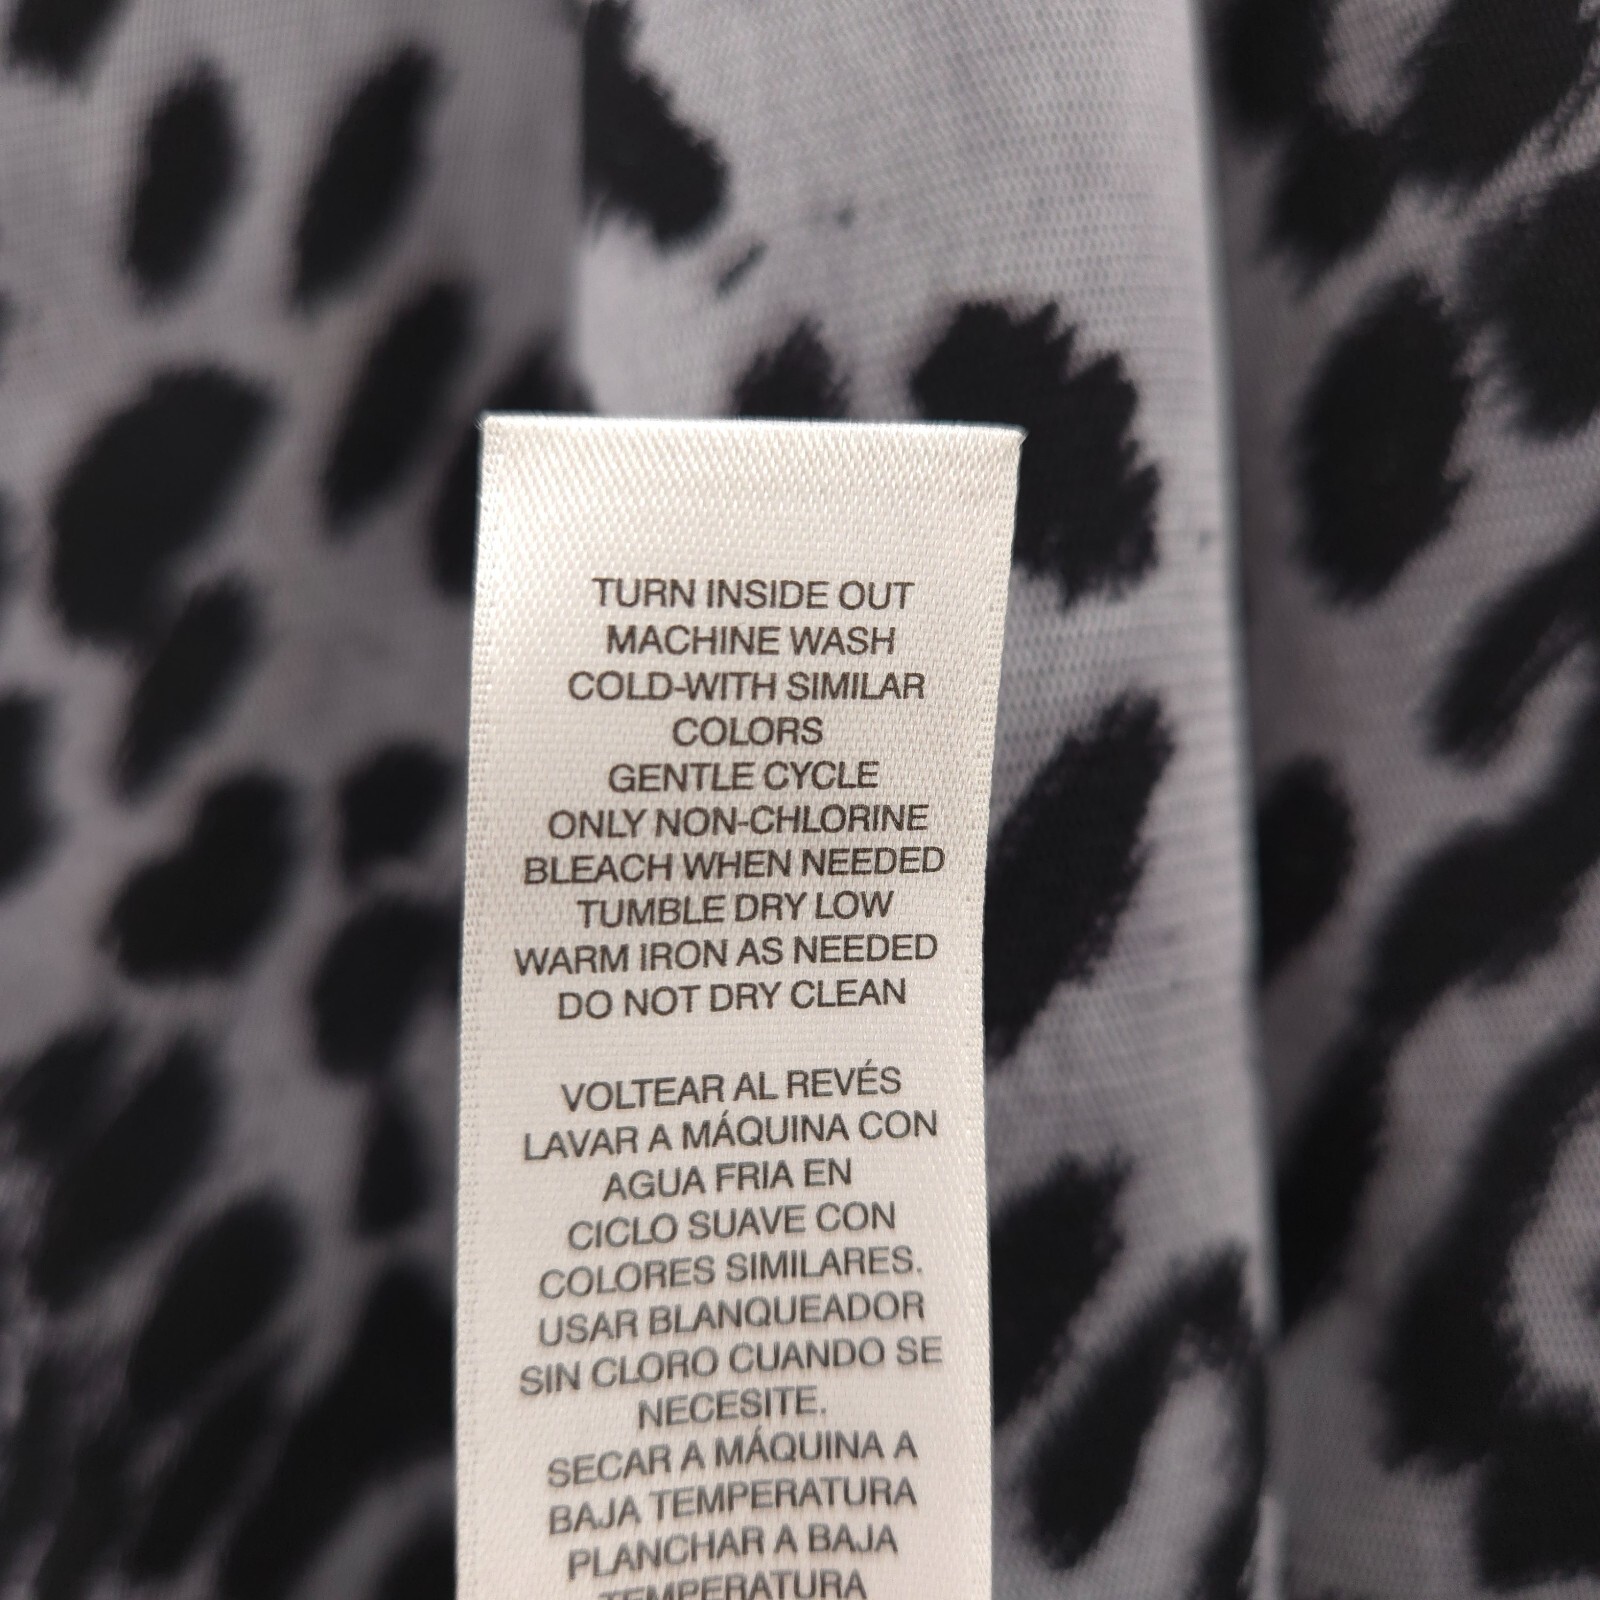 TURN INSIDE OUT
MACHINE WASH
COLD-WITH SIMILAR
COLORS
GENTLE CYCLE
ONLY NON-CHLORINE
BLEACH WHEN NEEDED
TUMBLE DRY LOW
WARM IRON AS NEEDED
DO NOT DRY CLEAN
VOLTEAR AL REVÉS
LAVAR A MÁQUINA CON
AGUA FRIA EN
CICLO SUAVE CON
COLORES SIMILARES.
USAR BLANQUEADOR
SIN CLORO CUANDO SE
NECESITE.
SECAR A MÁQUINA A
BAJA TEMPERATURA
PLANCHAR A BAJA
TEMPERATURA